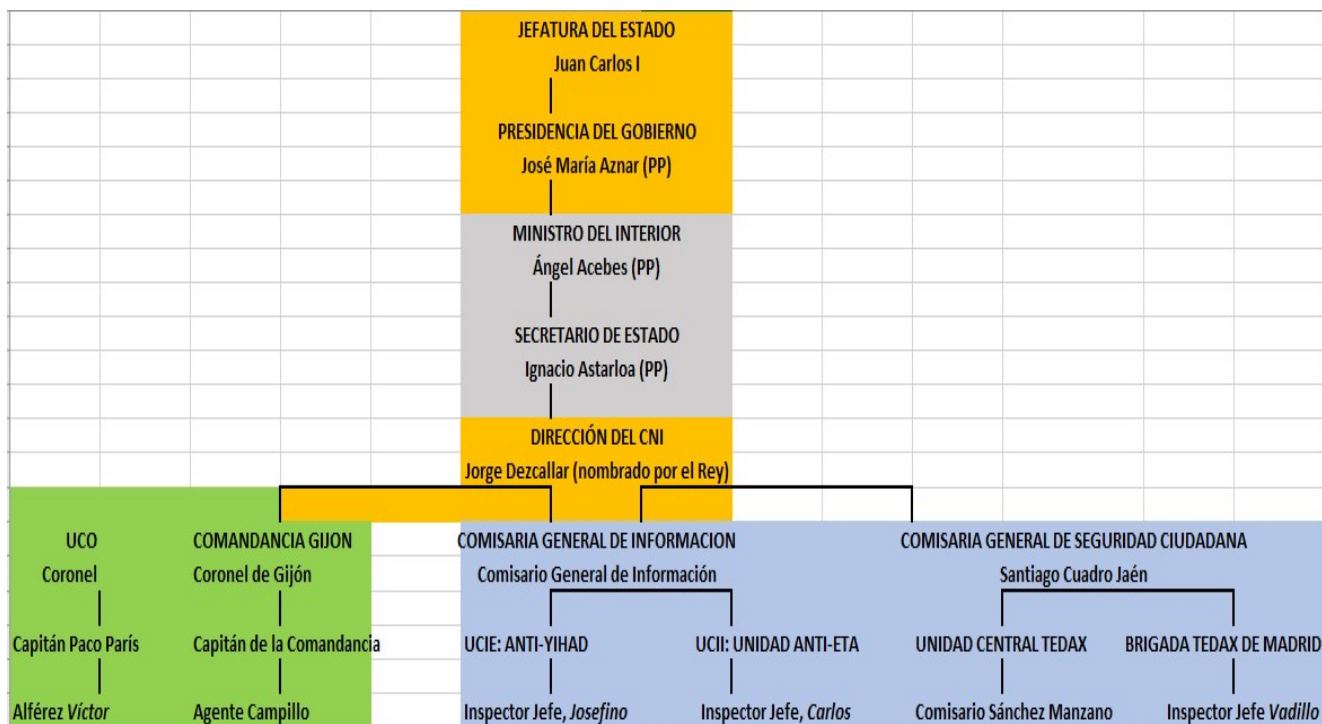 JEFATURA DEL ESTADO
Juan Carlos I
PRESIDENCIA DEL GOBIERNO
José María Aznar (PP)
MINISTRO DEL INTERIOR
Ángel Acebes (PP)
SECRETARIO DE ESTADO
Ignacio Astarloa (PP)
DIRECCIÓN DEL CNI
Jorge Dezcallar (nombrado por el Rey)
UCO
Coronel
Capitán Paco París
Alférez Víctor
COMANDANCIA GIJON
Coronel de Gijón
Capitán de la Comandancia
Agente Campillo
COMISARIA GENERAL DE INFORMACION
Comisario General de Información
UCIE: ANTI-YIHAD
Inspector Jefe, Josefino
UCII: UNIDAD ANTI-ETA
Inspector Jefe, Carlos
COMISARIA GENERAL DE SEGURIDAD CIUDADANA
Santiago Cuadro Jaén
UNIDAD CENTRAL TEDAX
Comisario Sánchez Manzano
BRIGADA TEDAX DE MADRID
Inspector Jefe Vadillo